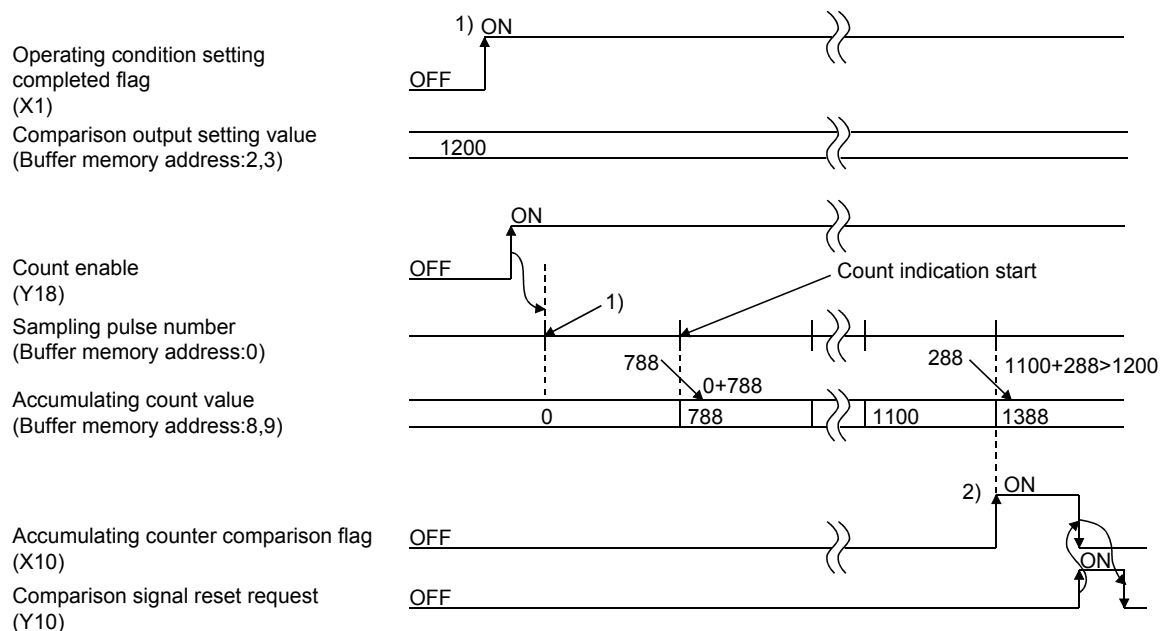 1) ON
Operating condition setting
completed flag
(X1)
OFF
Comparison output setting value
(Buffer memory address:2,3)
1200
ON
Count enable
(Y18)
OFF
Count indication start
1)
Sampling pulse number
(Buffer memory address:0)
788
0+788
288
1100+288>1200
Accumulating count value
(Buffer memory address:8,9)
0
788
1100
1388
2)
ON
Accumulating counter comparison flag
(X10)
OFF
ON
Comparison signal reset request
(Y10)
OFF